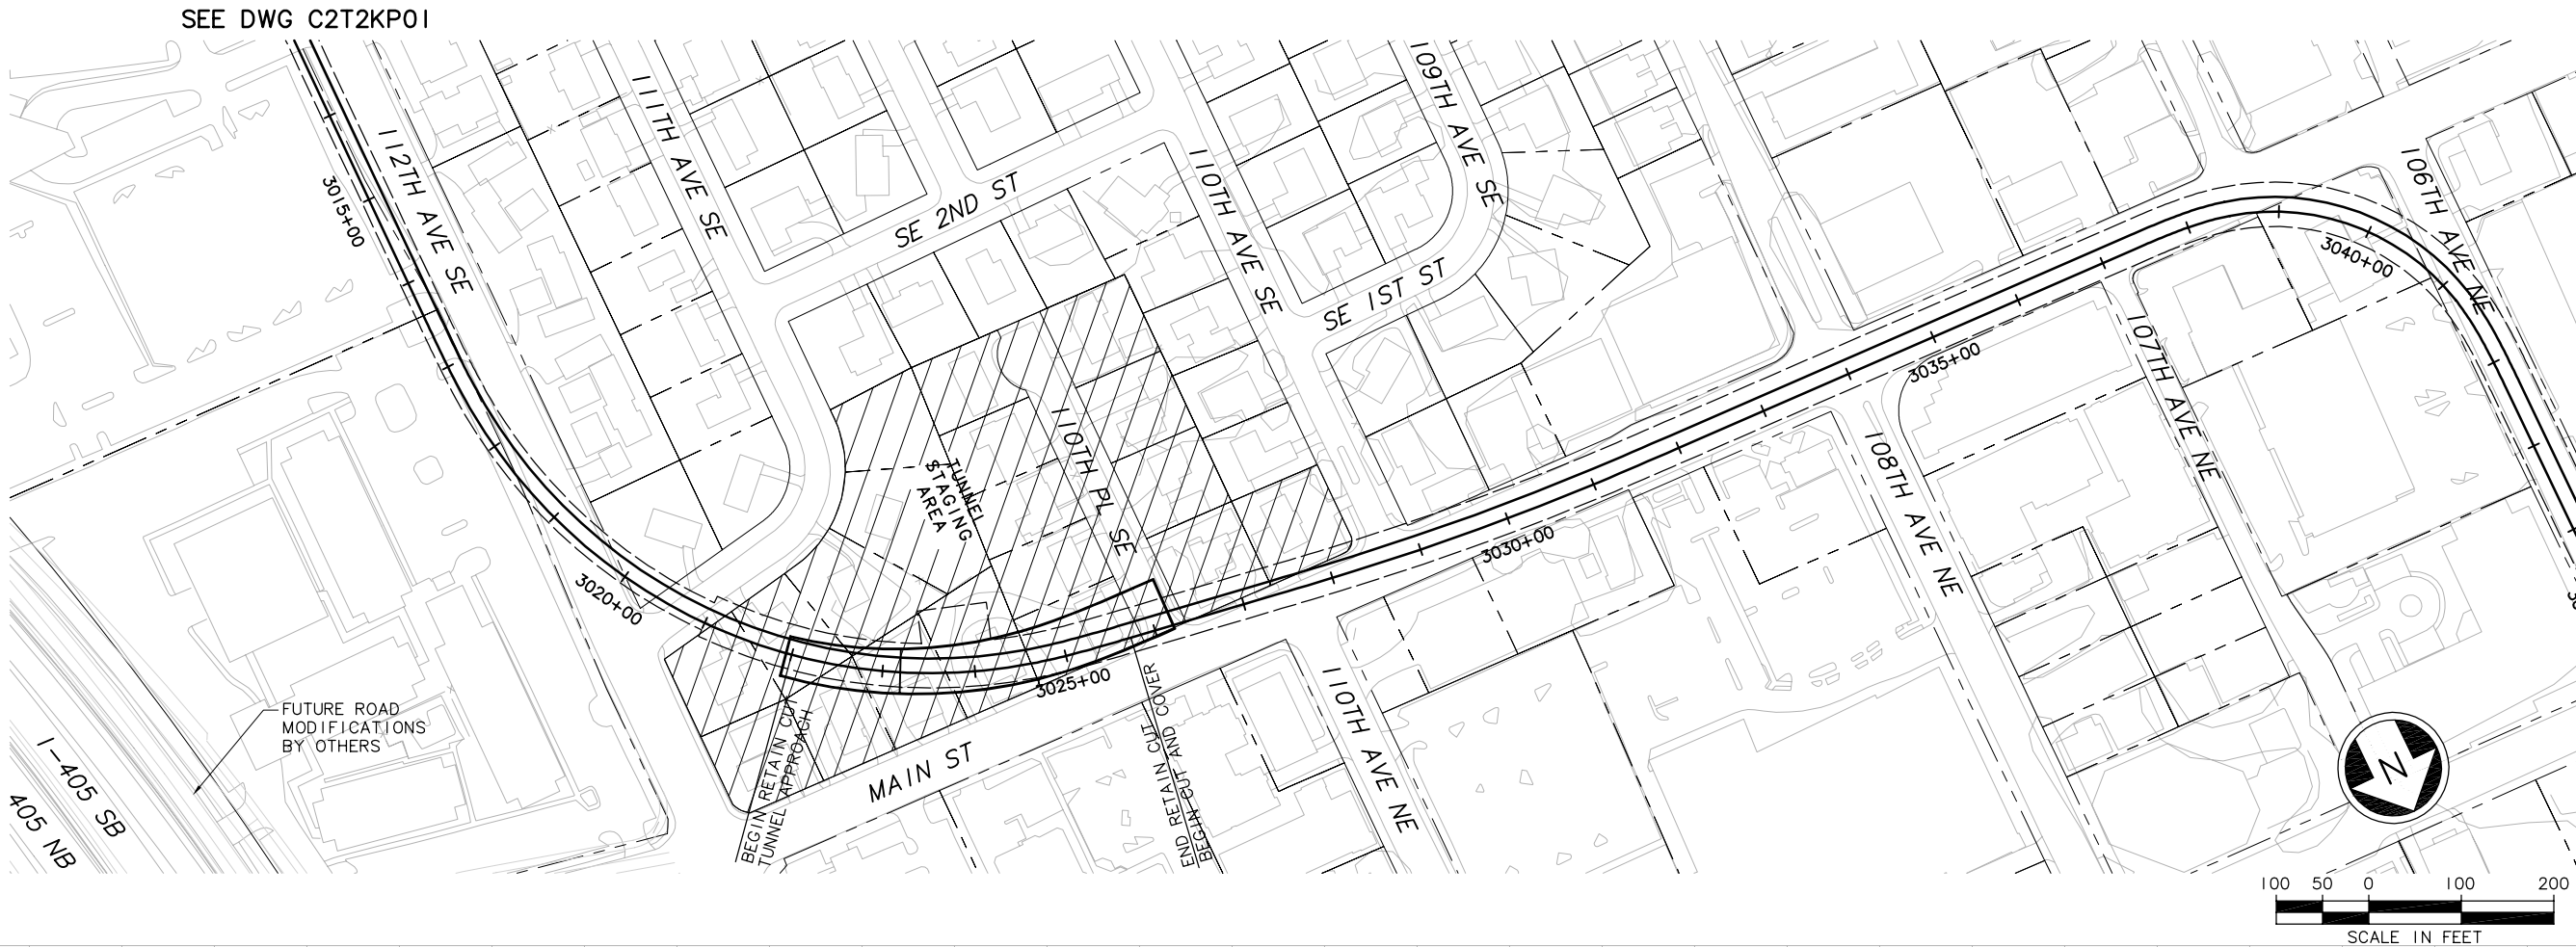 SEE DWG C2T2KP01
112TH AVE SE
111TH AVE SE
SE 2ND ST
110TH AVE SE
109TH AVE SE
SE 1ST ST
106TH AVE NE
3015+00
3040+00
3035+00
107TH AVE NE
108TH AVE NE
TUNNEL
STAGING
AREA
110TH PL SE
3030+00
3020+00
3025+00
FUTURE ROAD
MODIFICATIONS
BY OTHERS
I-405 SB
405 NB
BEGIN RETAIN CUT
TUNNEL APPROACH
MAIN ST
END RETAIN CUT
BEGIN CUT AND COVER
110TH AVE NE
N
100 50 0 100 200
SCALE IN FEET